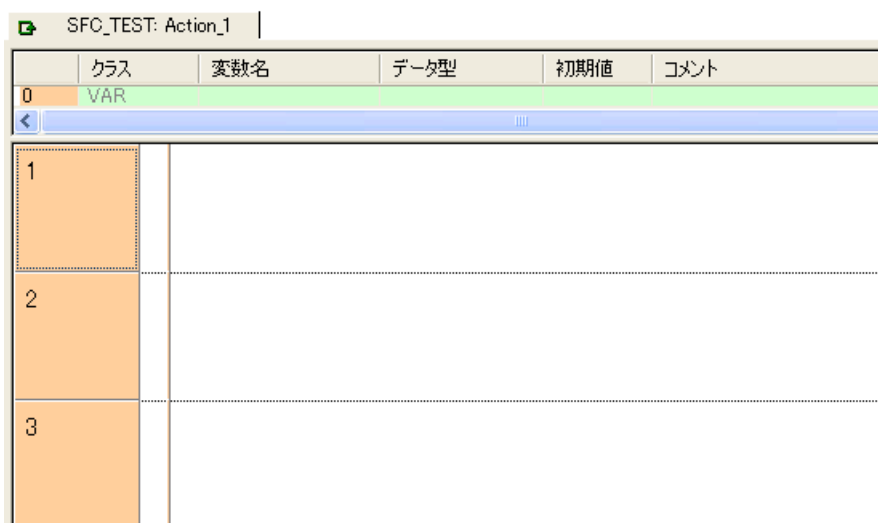 SFC_TEST: Action_1
クラス 変数名 データ型 初期値 コメント
0 VAR
1
2
3